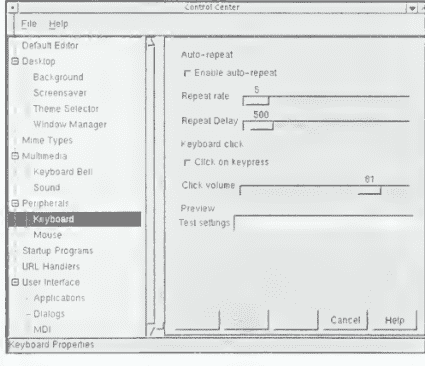 Control Center
File Help
Default Editor
Desktop
Background
Screensaver
Theme Selector
Window Manager
Mime Types
Multimedia
Keyboard Bell
Sound
Peripherals
Keyboard
Mouse
Startup Programs
URL Handlers
User Interface
Applications
Dialogs
MDI
Auto-repeat
Enable auto-repeat
Repeat rate 5
Repeat Delay 500
Keyboard click
Click on keypress
Click volume 61
Preview
Test settings
Cancel Help
Keyboard Properties